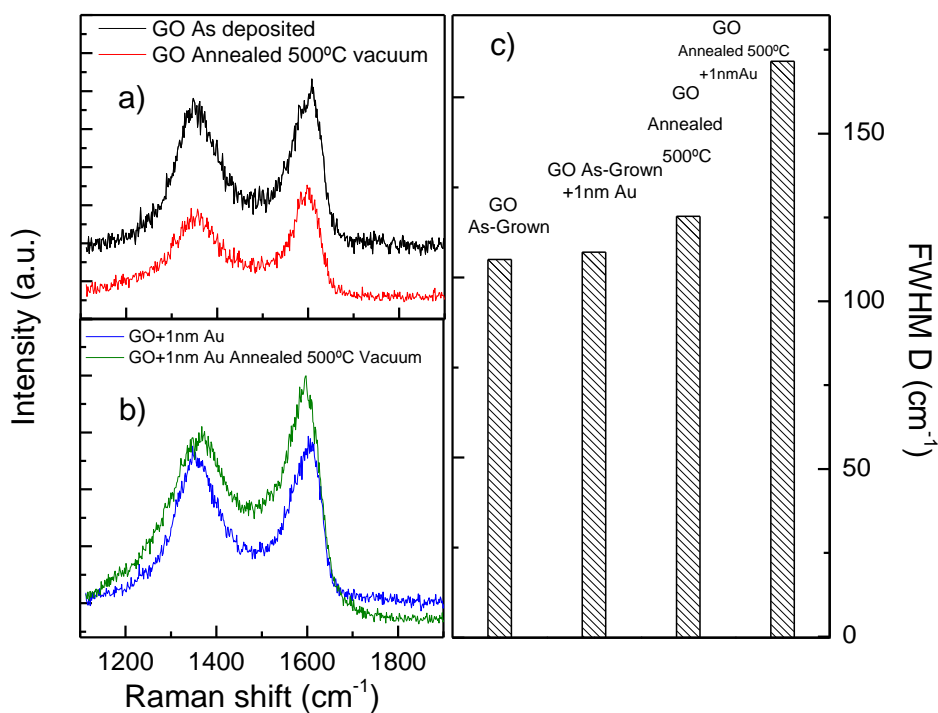 GO As deposited
GO Annealed 500ºC vacuum
a)
GO+1nm Au
GO+1nm Au Annealed 500ºC Vacuum
b)
Intensity (a.u.)
1200 1400 1600 1800
Raman shift (cm-1)
c)
GO
As-Grown
GO As-Grown
+1nm Au
GO
Annealed
500ºC
GO
Annealed 500ºC
+1nmAu
150
100
50
0
FWHM D (cm-1)